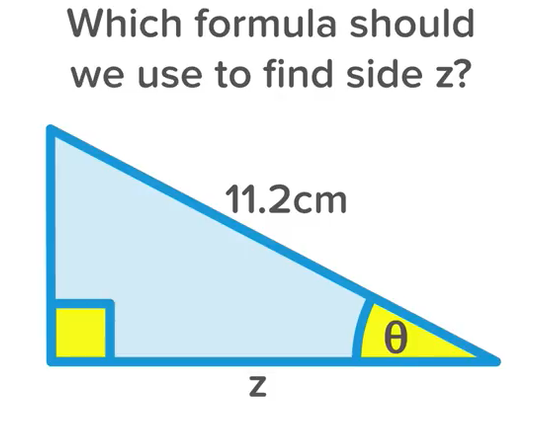 Which formula should
we use to find side z?
11.2cm
θ
z